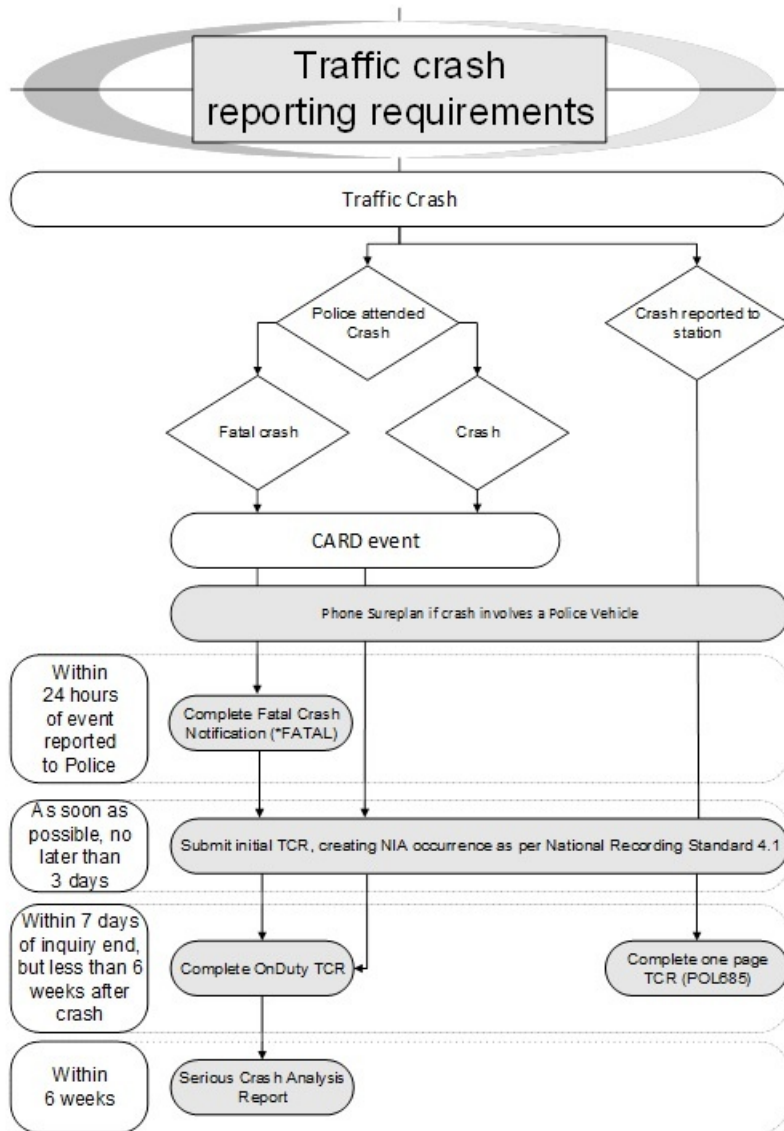 Traffic crash
reporting requirements
Traffic Crash
Police attended
Crash
Crash reported to
station
Fatal crash
Crash
CARD event
Phone Sureplan if crash involves a Police Vehicle
Within
24 hours
of event
reported
to Police
Complete Fatal Crash
Notification (*FATAL)
As soon as
possible, no
later than
3 days
Submit initial TCR, creating NIA occurrence as per National Recording Standard 4.1
Within 7 days
of inquiry end,
but less than 6
weeks after
crash
Complete OnDuty TCR
Complete one page
TCR (POL685)
Within
6 weeks
Serious Crash Analysis
Report